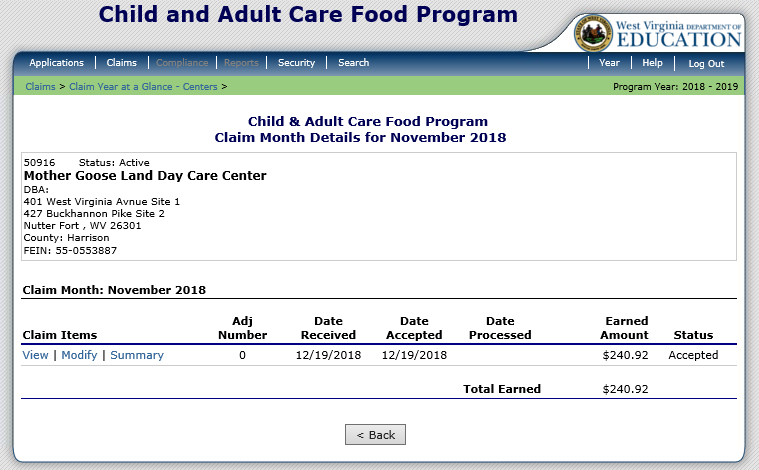 Child and Adult Care Food Program
West Virginia DEPARTMENT OF
EDUCATION
Applications | Claims | Compliance | Reports | Security | Search | Year | Help | Log Out
Claims > Claim Year at a Glance - Centers > Program Year: 2018 - 2019
Child & Adult Care Food Program
Claim Month Details for November 2018
50916 Status: Active
Mother Goose Land Day Care Center
DBA:
401 West Virginia Avnue Site 1
427 Buckhannon Pike Site 2
Nutter Fort , WV 26301
County: Harrison
FEIN: 55-0553887
Claim Month: November 2018
Adj Date Date Date Earned
Claim Items Number Received Accepted Processed Amount Status
View | Modify | Summary 0 12/19/2018 12/19/2018 $240.92 Accepted
Total Earned $240.92
< Back